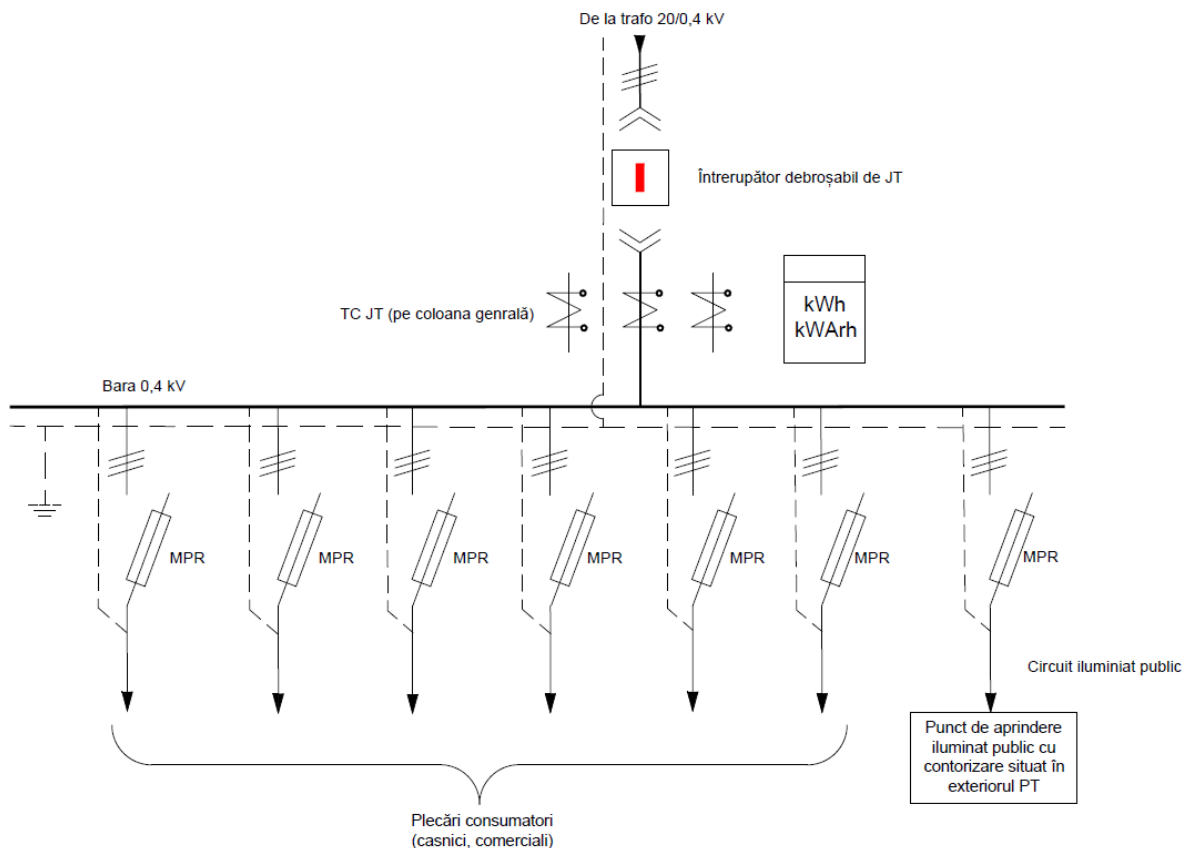 De la trafo 20/0,4 kV
Întrerupător debroșabil de JT
TC JT (pe coloana genrală)
kWh
kWArh
Bara 0,4 kV
MPR
MPR
MPR
MPR
MPR
MPR
MPR
Circuit iluminiat public
Punct de aprindere
iluminat public cu
contorizare situat în
exteriorul PT
Plecări consumatori
(casnici, comerciali)